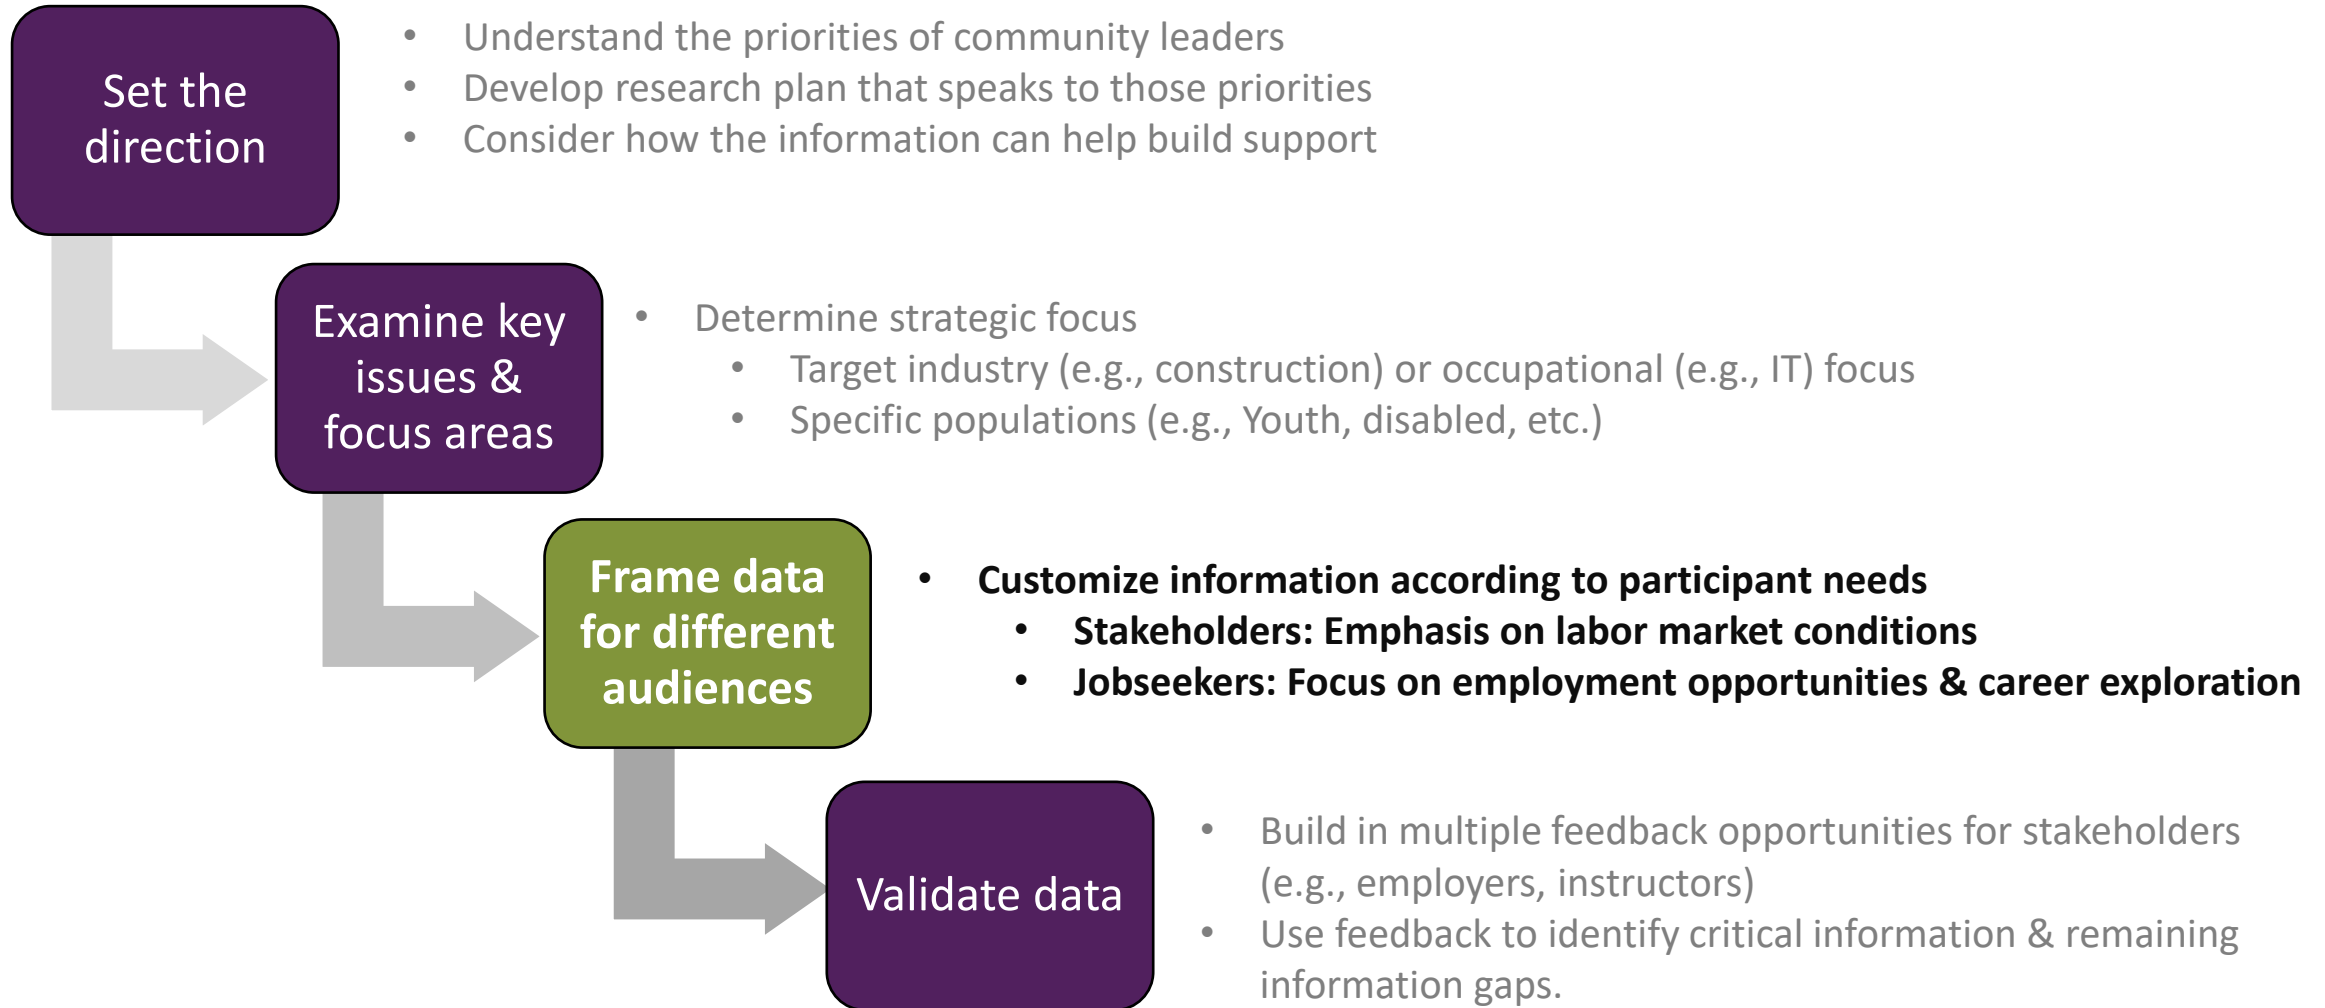 Set the
direction
• Understand the priorities of community leaders
• Develop research plan that speaks to those priorities
• Consider how the information can help build support
Examine key
issues &
focus areas
• Determine strategic focus
• Target industry (e.g., construction) or occupational (e.g., IT) focus
• Specific populations (e.g., Youth, disabled, etc.)
Frame data
for different
audiences
• Customize information according to participant needs
• Stakeholders: Emphasis on labor market conditions
• Jobseekers: Focus on employment opportunities & career exploration
Validate data
• Build in multiple feedback opportunities for stakeholders
(e.g., employers, instructors)
• Use feedback to identify critical information & remaining
information gaps.